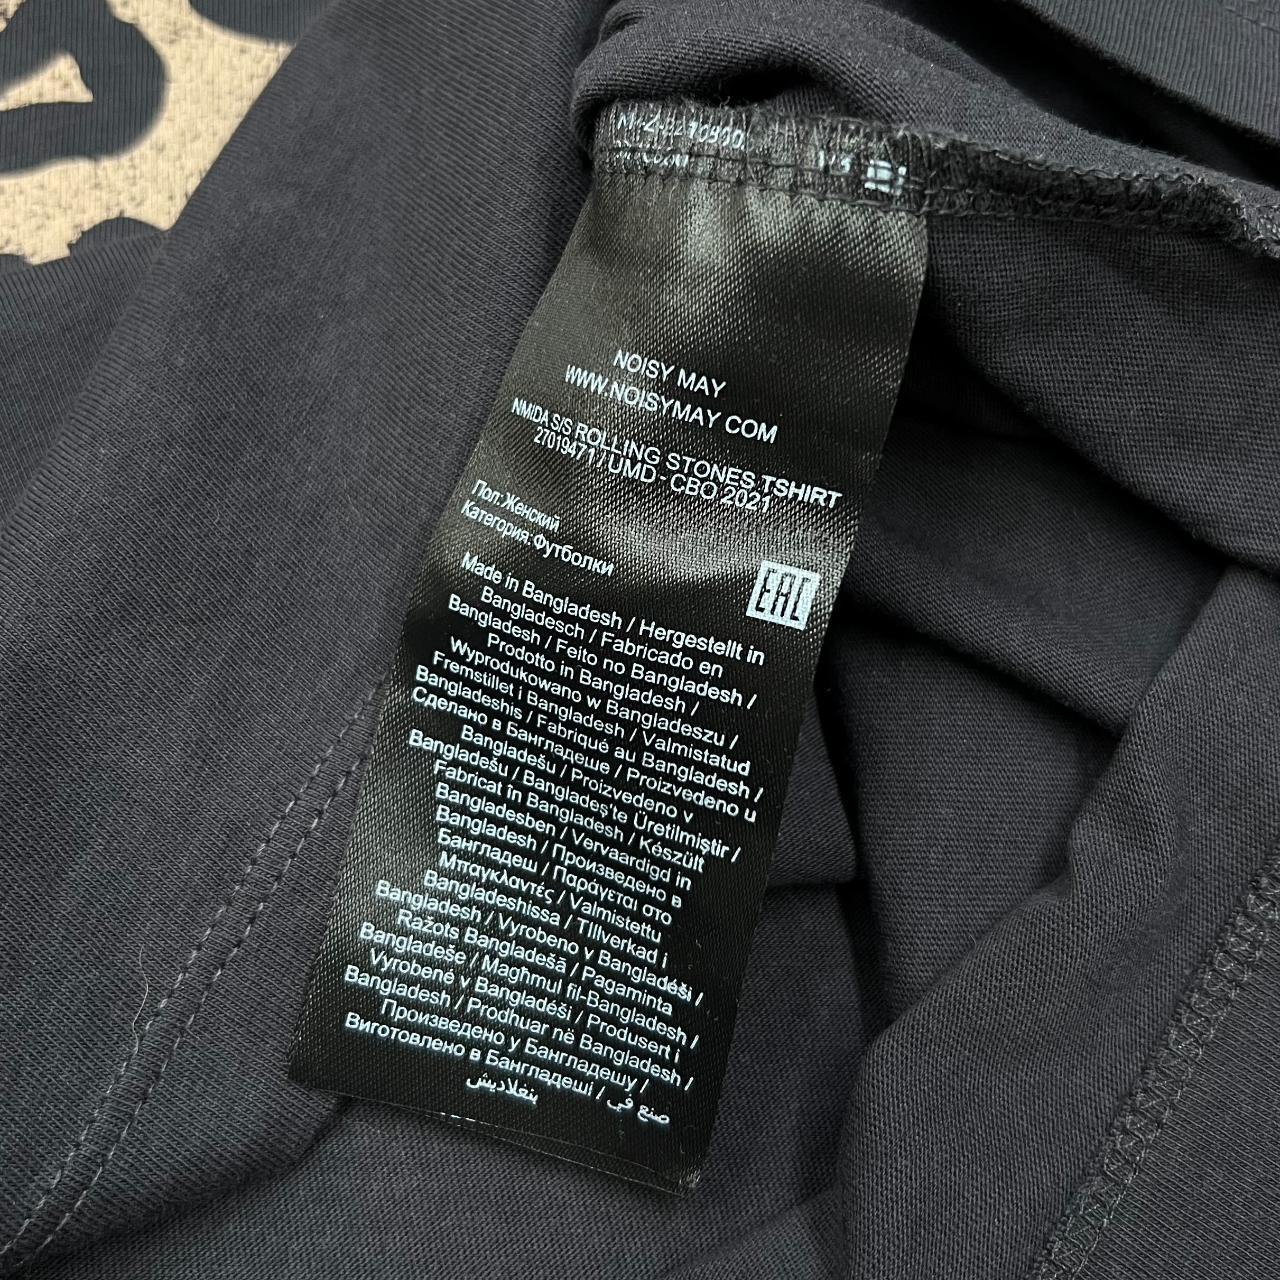 NOISY MAY
WWW.NOISYMAY.COM
NMIDA S/S ROLLING STONES TSHIRT
27019471 / UMD - CBO 2021
Пол: Женский
Категория: Футболки
EAC
Made in Bangladesh / Hergestellt in
Bangladesch / Fabricado en
Bangladesh / Feito no Bangladesh /
Prodotto in Bangladesh /
Wyprodukowano w Bangladeszu /
Fremstillet i Bangladesh / Valmistatud
Bangladeshis / Fabriqué au Bangladesh /
Сделано в Бангладеше / Proizvedeno u
Bangladešu / Proizvedeno v
Bangladešu / Bangladeş'te Üretilmiştir /
Fabricat în Bangladesh / Készült
Bangladesben / Vervaardigd in
Bangladesh / Произведено в
Бангладеш / Παράγεται στο
Μπαγκλαντές / Valmistettu
Bangladeshissa / Tillverkad i
Bangladesh / Vyrobeno v Bangladéši /
Ražots Bangladešā / Pagaminta
Bangladeše / Magħmul fil-Bangladesh /
Vyrobené v Bangladéši / Produsert i
Bangladesh / Prodhuar në Bangladesh /
Произведено у Бангладешу /
Виготовлено в Бангладеші / صنع في
بنغلاديش